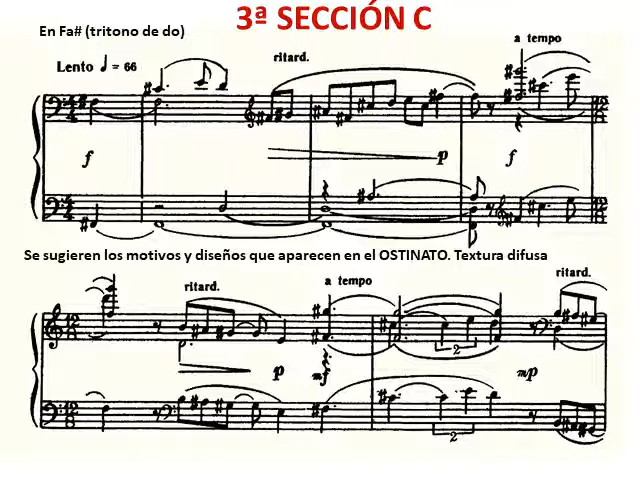 3ª SECCIÓN C
En Fa# (tritono de do)
Lento ♩ = 66
ritard.
a tempo
f
p
f
Se sugieren los motivos y diseños que aparecen en el OSTINATO. Textura difusa
ritard.
a tempo
ritard.
p
mf
mp
2
2